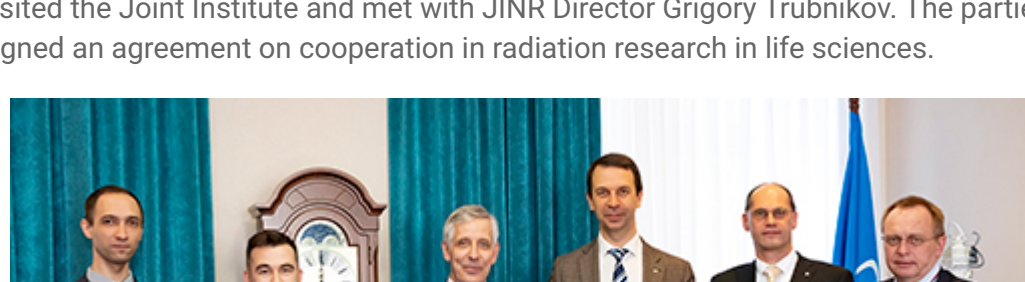 sited the Joint Institute and met with JINR Director Grigory Trubnikov. The partie
gned an agreement on cooperation in radiation research in life sciences.